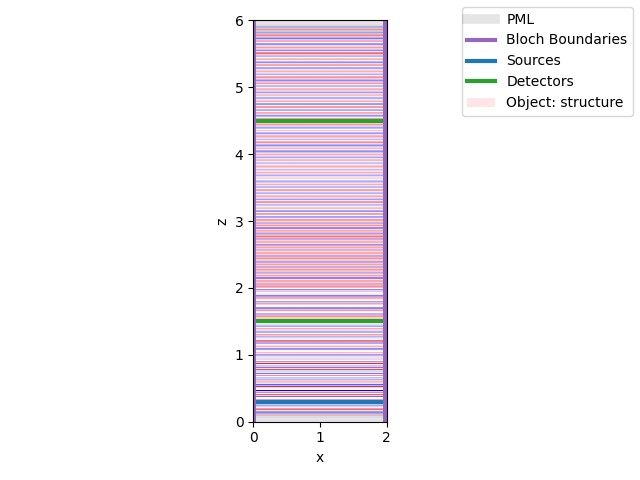 PML
Bloch Boundaries
Sources
Detectors
Object: structure
6
5
4
3
2
1
0
z
0 1 2
x